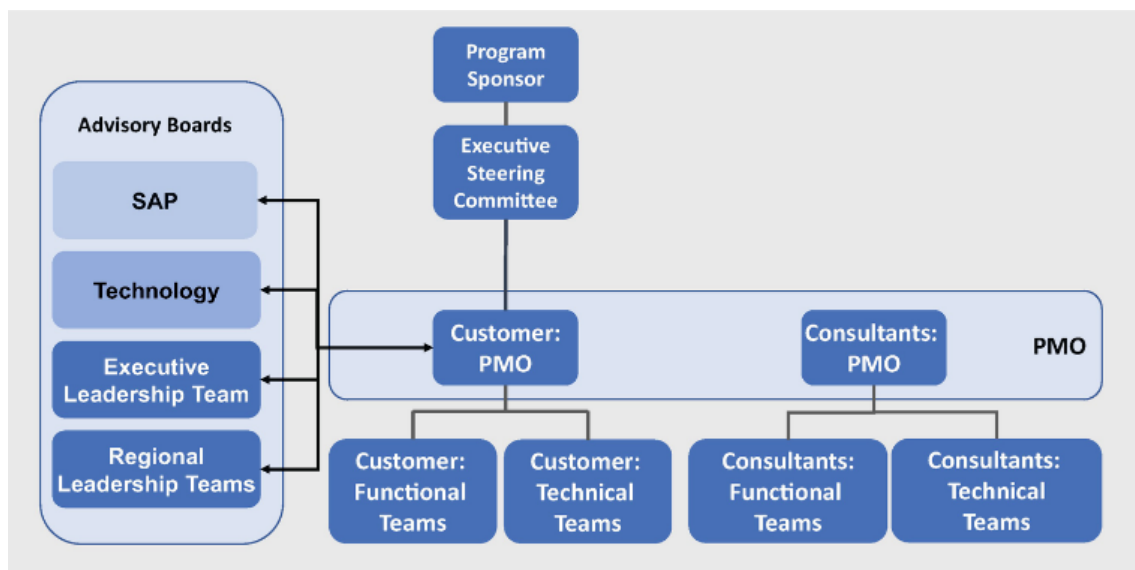 Program
Sponsor
Executive
Steering
Committee
Advisory Boards
SAP
Technology
Executive
Leadership Team
Regional
Leadership Teams
Customer:
PMO
Consultants:
PMO
PMO
Customer:
Functional
Teams
Customer:
Technical
Teams
Consultants:
Functional
Teams
Consultants:
Technical
Teams